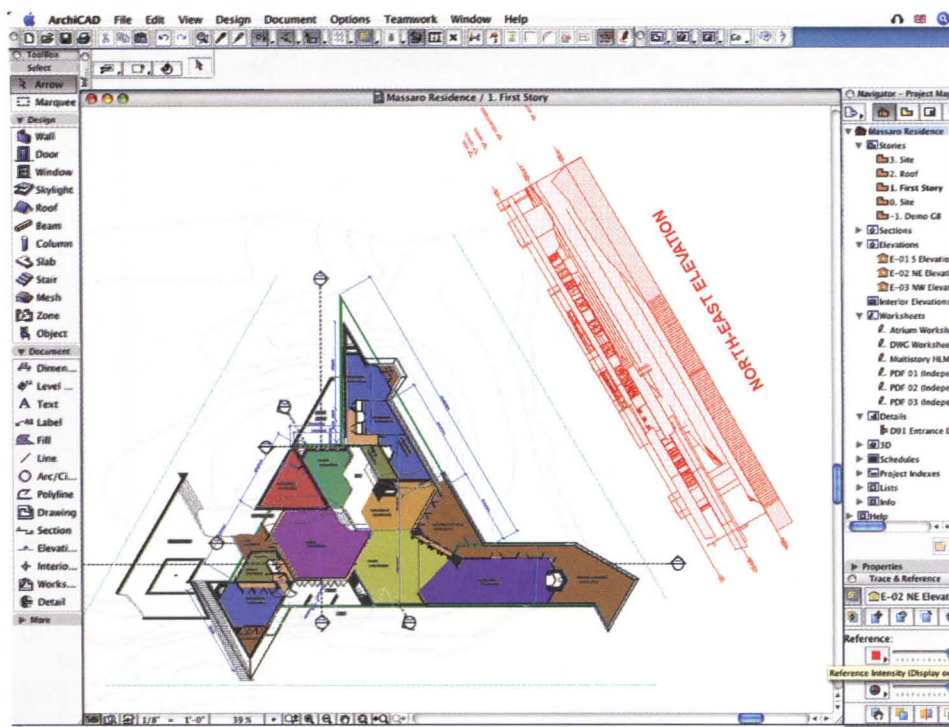 ArchiCAD File Edit View Design Document Options Teamwork Window Help
ToolBox
Select
Arrow
Marquee
Design
Wall
Door
Window
Skylight
Roof
Beam
Column
Slab
Stair
Mesh
Zone
Object
Document
Dimen...
Level ...
Text
Label
Fill
Line
Arc/Ci...
Polyline
Drawing
Section
Elevati...
Interio...
Works...
Detail
More
Massaro Residence / 1. First Story
NORTH-EAST ELEVATION
1/8" = 1'-0" 39 %
Navigator - Project Map
Massaro Residence
Stories
3. Site
2. Roof
1. First Story
0. Site
-1. Demo GB
Sections
Elevations
E-01 S Elevatio
E-02 NE Elevat
E-03 NW Elevat
Interior Elevations
Worksheets
Atrium Worksh
DWG Workshee
Multistory HLM
PDF 01 (Indepe
PDF 02 (Indepe
PDF 03 (Indepe
Details
D01 Entrance D
3D
Schedules
Project Indexes
Lists
Info
Help
Properties
Trace & Reference
E-02 NE Elevat
Reference:
Reference Intensity (Display on